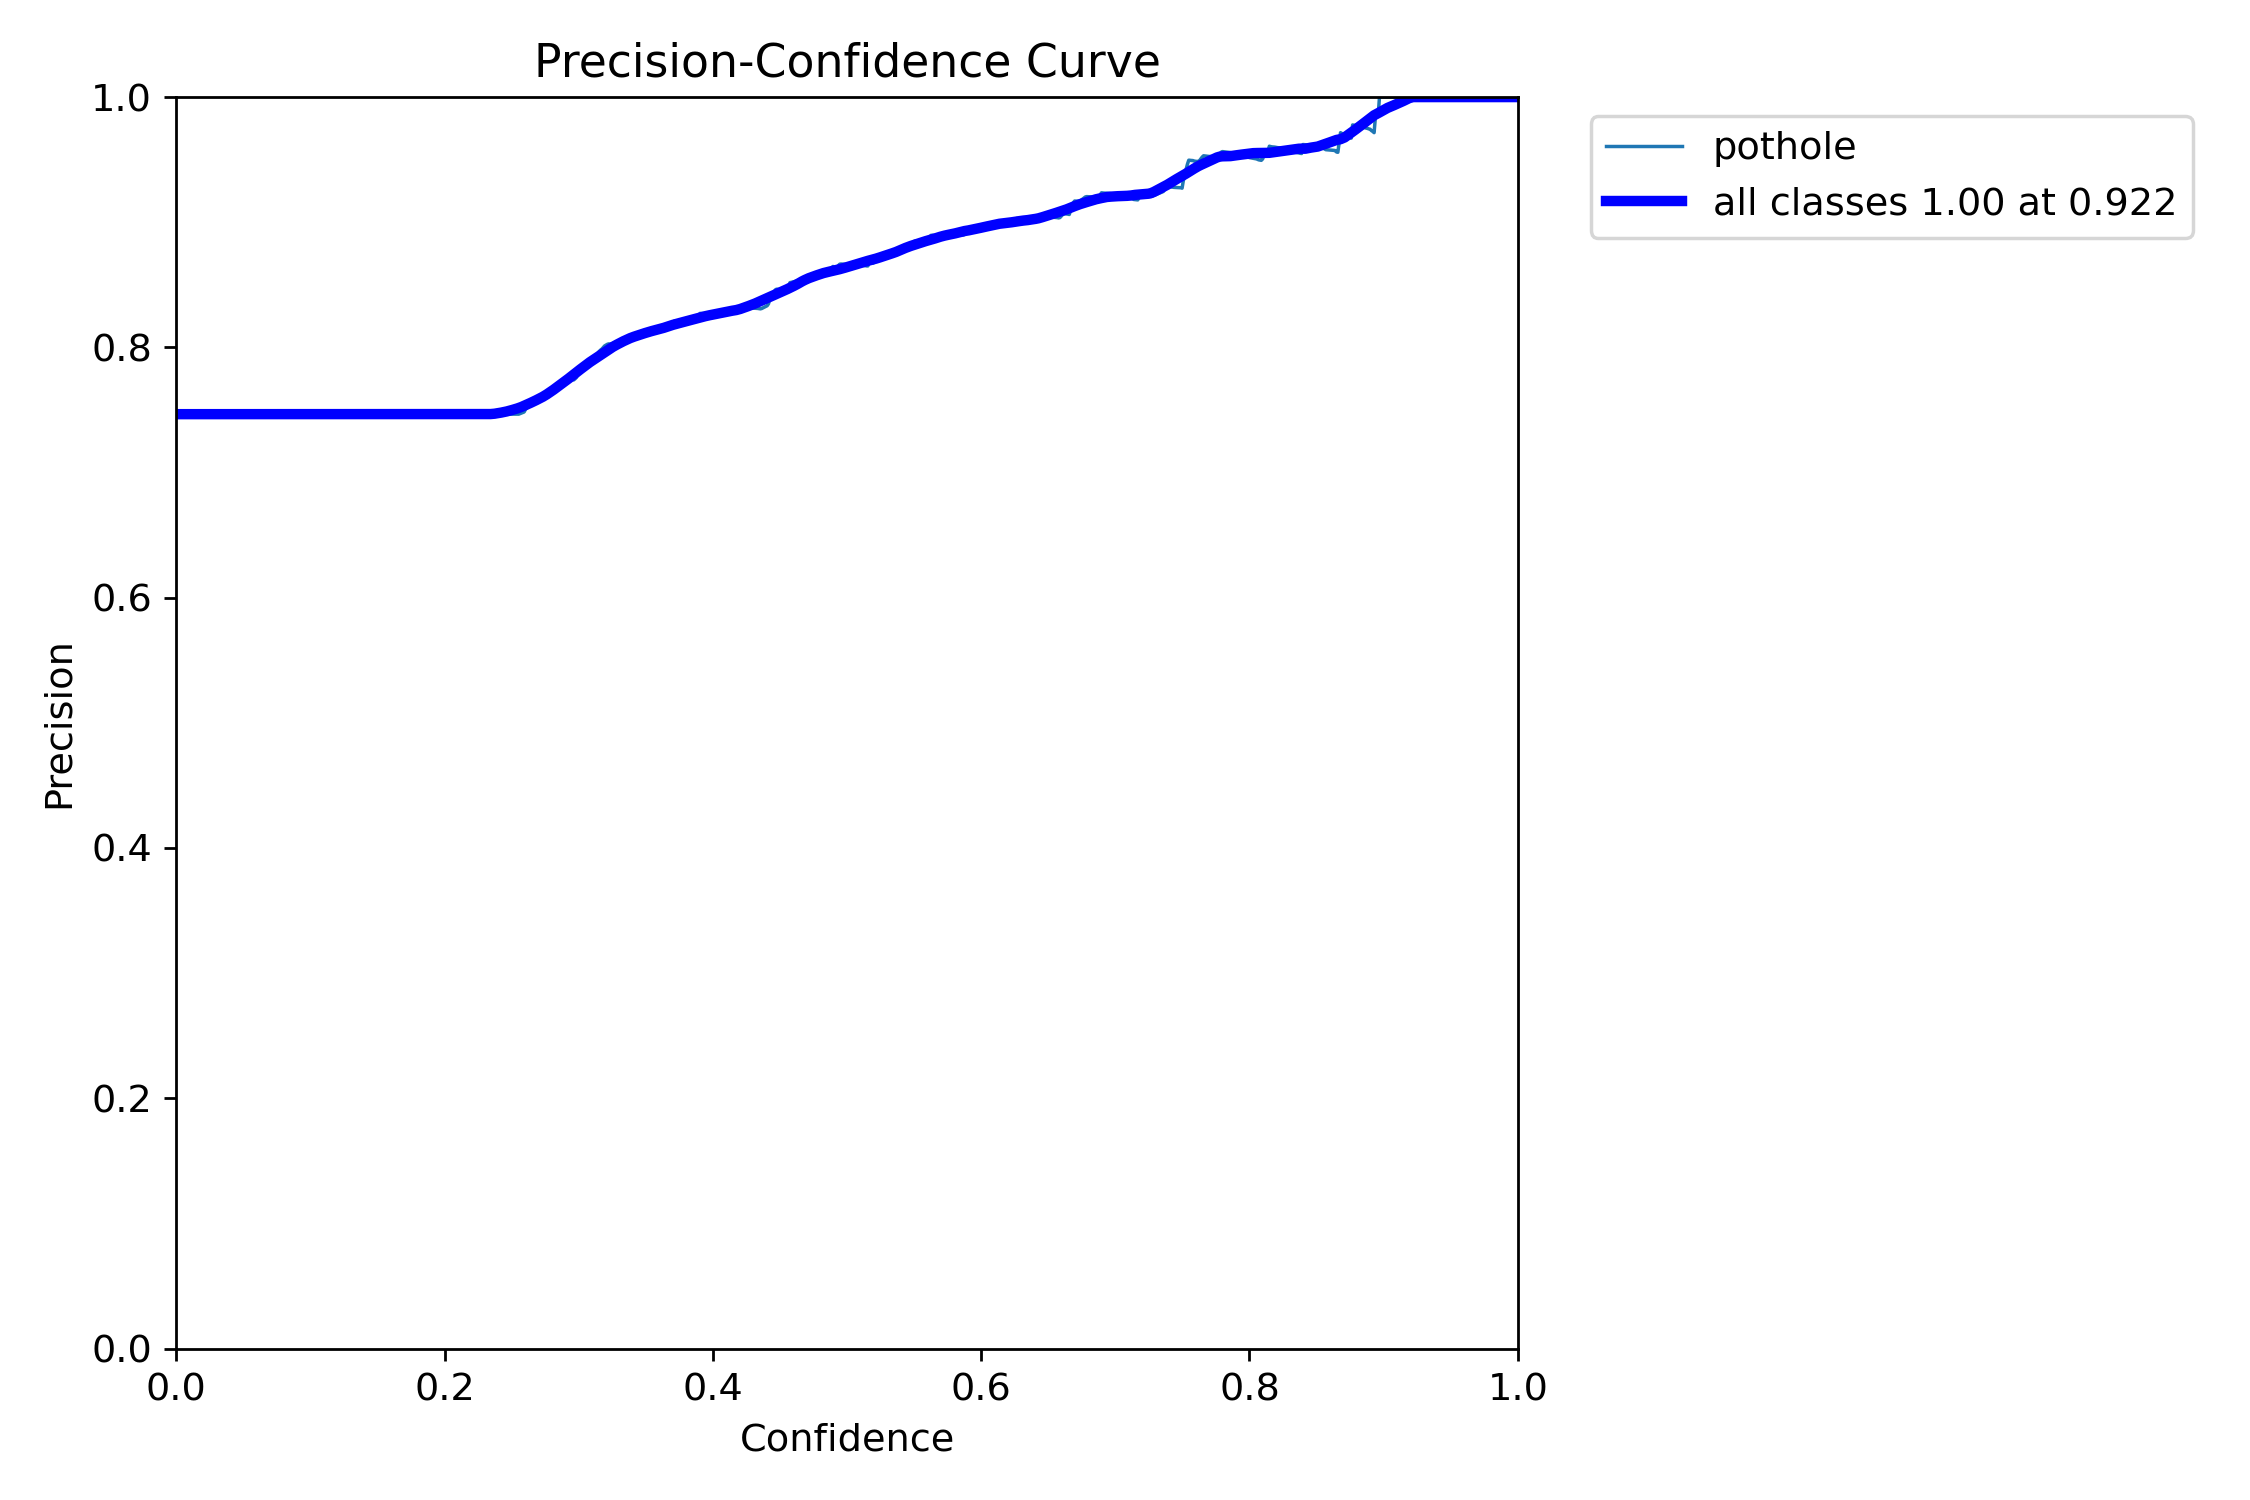 Precision-Confidence Curve
1.0
0.8
0.6
0.4
0.2
0.0
Precision
0.0 0.2 0.4 0.6 0.8 1.0
Confidence
pothole
all classes 1.00 at 0.922